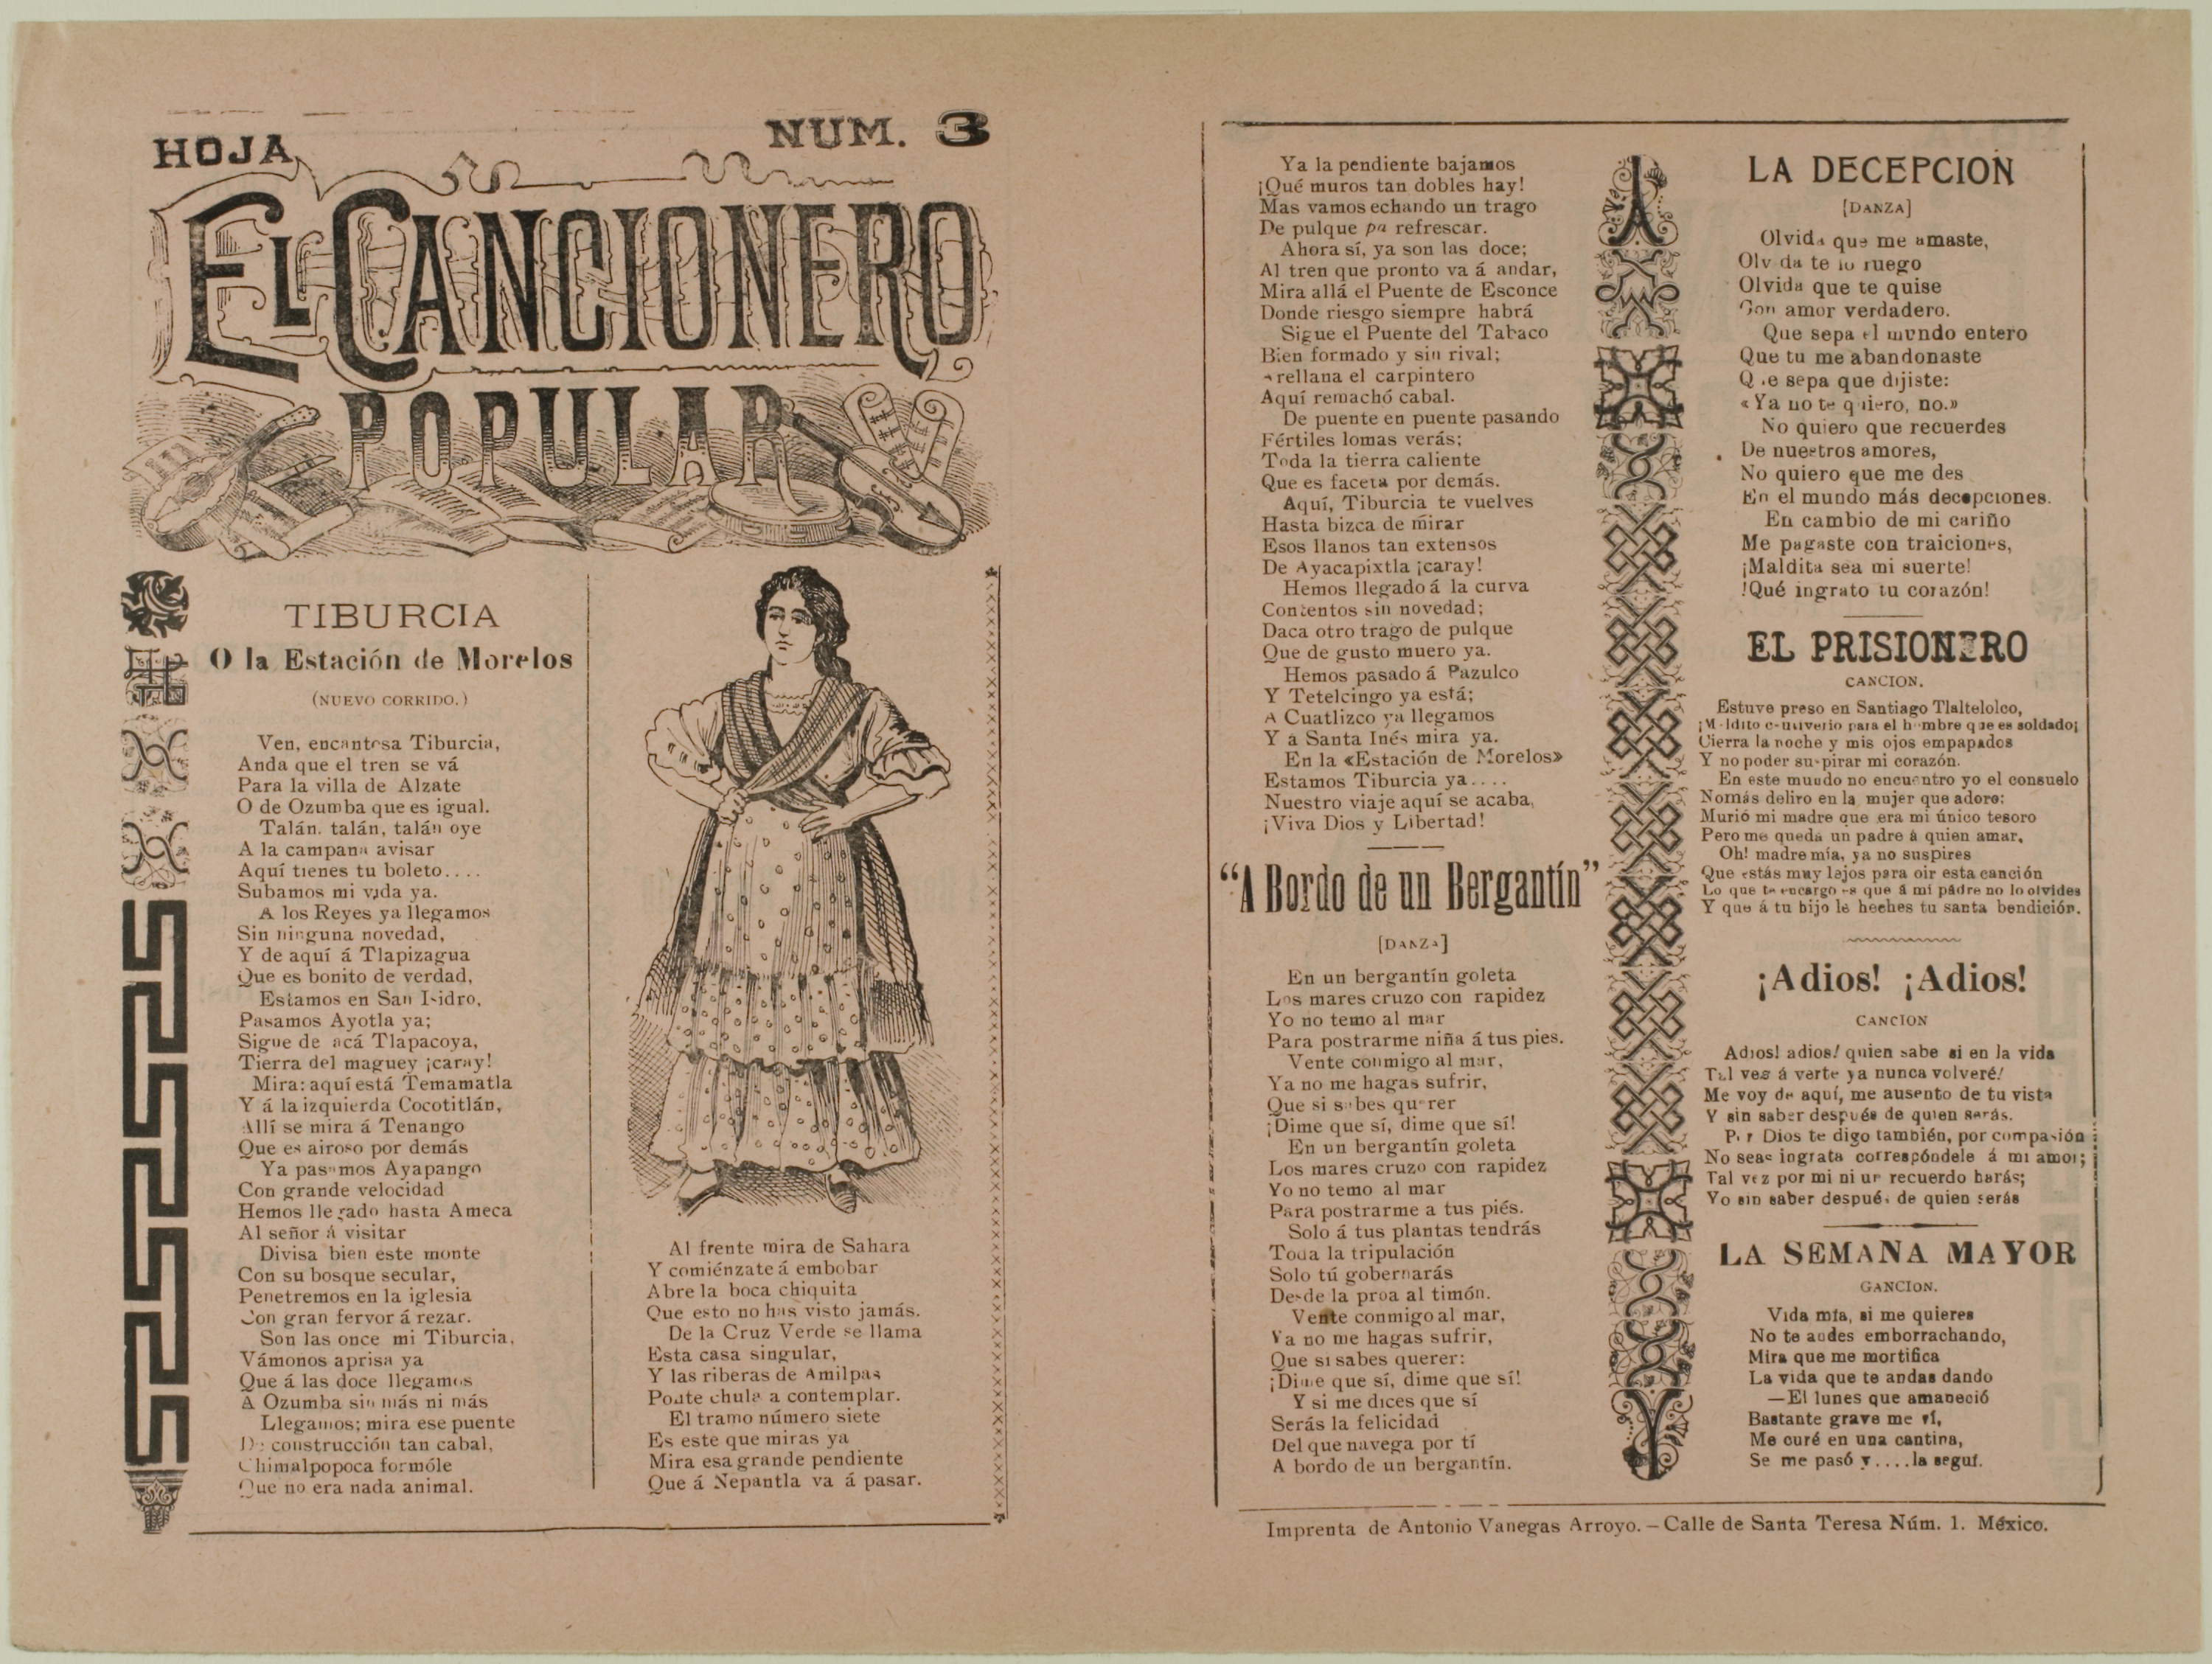 HOJA NUM. 3
EL CANCIONERO
POPULAR
TIBURCIA
O la Estación de Morelos
(NUEVO CORRIDO.)
Ven, encantosa Tiburcia,
Anda que el tren se vá
Para la villa de Alzate
O de Ozumba que es igual.
Talán, talán, talán oye
A la campana avisar
Aquí tienes tu boleto....
Subamos mi vida ya.
A los Reyes ya llegamos
Sin ninguna novedad,
Y de aquí á Tlapizagua
Que es bonito de verdad,
Estamos en San Isidro,
Pasamos Ayotla ya;
Sigue de acá Tlapacoya,
Tierra del maguey ¡caray!
Mira: aquí está Temamatla
Y á la izquierda Cocotitlán,
Allí se mira á Tenango
Que es airoso por demás
Ya pasamos Ayapango
Con grande velocidad
Hemos llegado hasta Ameca
Al señor á visitar
Divisa bien este monte
Con su bosque secular,
Penetremos en la iglesia
Con gran fervor á rezar.
Son las once mi Tiburcia,
Vámonos aprisa ya
Que á las doce llegamos
A Ozumba sin más ni más
Llegamos; mira ese puente
De construcción tan cabal,
Chimalpopoca formóle
Que no era nada animal.
Al frente mira de Sahara
Y comiénzate á embobar
Abre la boca chiquita
Que esto no has visto jamás.
De la Cruz Verde se llama
Esta casa singular,
Y las riberas de Amilpas
Ponte chula a contemplar.
El tramo número siete
Es este que miras ya
Mira esa grande pendiente
Que á Nepantla va á pasar.
Ya la pendiente bajamos
¡Qué muros tan dobles hay!
Mas vamos echando un trago
De pulque pa refrescar.
Ahora sí, ya son las doce;
Al tren que pronto va á andar,
Mira allá el Puente de Esconce
Donde riesgo siempre habrá
Sigue el Puente del Tabaco
Bien formado y sin rival;
Arellana el carpintero
Aquí remachó cabal.
De puente en puente pasando
Fértiles lomas verás;
Toda la tierra caliente
Que es faceta por demás.
Aquí, Tiburcia te vuelves
Hasta bizca de mirar
Esos llanos tan extensos
De Ayacapixtla ¡caray!
Hemos llegado á la curva
Contentos sin novedad;
Daca otro trago de pulque
Que de gusto muero ya.
Hemos pasado á Pazulco
Y Tetelcingo ya está;
A Cuatlizco ya llegamos
Y a Santa Inés mira ya.
En la «Estación de Morelos»
Estamos Tiburcia ya....
Nuestro viaje aquí se acaba,
¡Viva Dios y Libertad!
“A Bordo de un Bergantín”
[DANZA]
En un bergantín goleta
Los mares cruzo con rapidez
Yo no temo al mar
Para postrarme niña á tus pies.
Vente conmigo al mar,
Ya no me hagas sufrir,
Que si sabes querer
¡Dime que sí, dime que sí!
En un bergantín goleta
Los mares cruzo con rapidez
Yo no temo al mar
Para postrarme a tus piés.
Solo á tus plantas tendrás
Toda la tripulación
Solo tú gobernarás
Desde la proa al timón.
Vente conmigo al mar,
Ya no me hagas sufrir,
Que si sabes querer:
¡Dime que sí, dime que sí!
Y si me dices que sí
Serás la felicidad
Del que navega por tí
A bordo de un bergantín.
LA DECEPCION
[DANZA]
Olvida que me amaste,
Olvida te lo ruego
Olvida que te quise
Con amor verdadero.
Que sepa el mundo entero
Que tu me abandonaste
Que sepa que dijiste:
«Ya no te quiero, no.»
No quiero que recuerdes
De nuestros amores,
No quiero que me des
En el mundo más decepciones.
En cambio de mi cariño
Me pagaste con traiciones,
¡Maldita sea mi suerte!
!Qué ingrato tu corazón!
EL PRISIONERO
CANCION.
Estuve preso en Santiago Tlaltelolco,
¡Maldito cautiverio para el hombre que es soldado¡
Cierra la noche y mis ojos empapados
Y no poder suspirar mi corazón.
En este mundo no encuentro yo el consuelo
Nomás deliro en la mujer que adoro:
Murió mi madre que era mi único tesoro
Pero me queda un padre á quien amar,
Oh! madre mía, ya no suspires
Que estás muy lejos para oir esta canción
Lo que te encargo es que á mi padre no lo olvides
Y que á tu hijo le heches tu santa bendición.
¡Adios! ¡Adios!
CANCION
Adios! adios! quien sabe si en la vida
Tal ves á verte ya nunca volveré!
Me voy de aquí, me ausento de tu vista
Y sin saber después de quien serás.
Por Dios te digo también, por compasión
No seas ingrata correspóndele á mi amor;
Tal vez por mi ni un recuerdo harás;
Yo sin saber después de quien serás
LA SEMANA MAYOR
GANCION.
Vida mía, si me quieres
No te andes emborrachando,
Mira que me mortifica
La vida que te andas dando
—El lunes que amaneció
Bastante grave me ví,
Me curé en una cantina,
Se me pasó y....la seguí.
Imprenta de Antonio Vanegas Arroyo.—Calle de Santa Teresa Núm. 1. México.